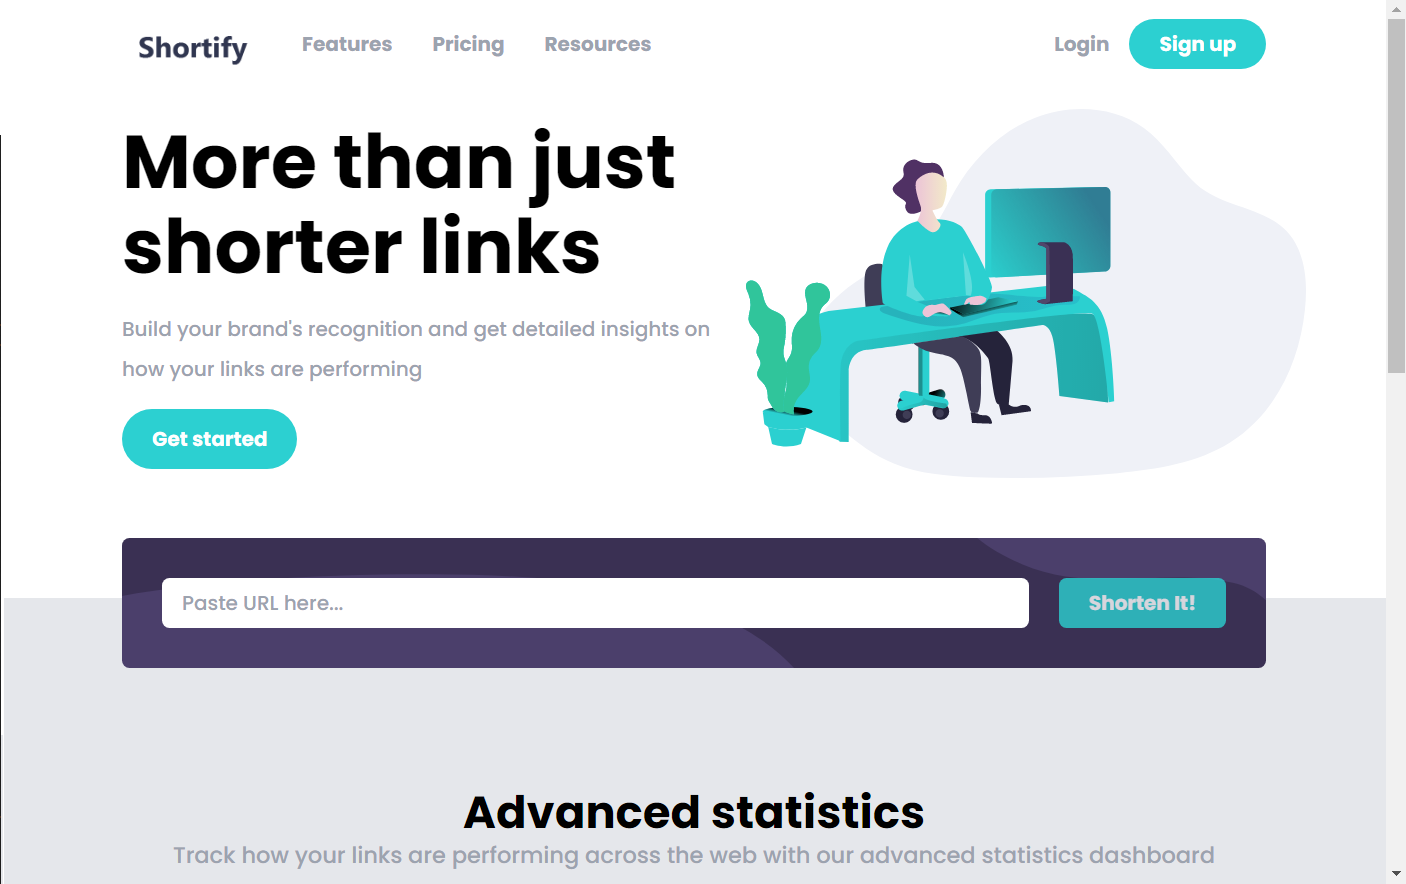 Shortify
Features
Pricing
Resources
Login
Sign up
More than just
shorter links
Build your brand's recognition and get detailed insights on
how your links are performing
Get started
Paste URL here...
Shorten It!
Advanced statistics
Track how your links are performing across the web with our advanced statistics dashboard